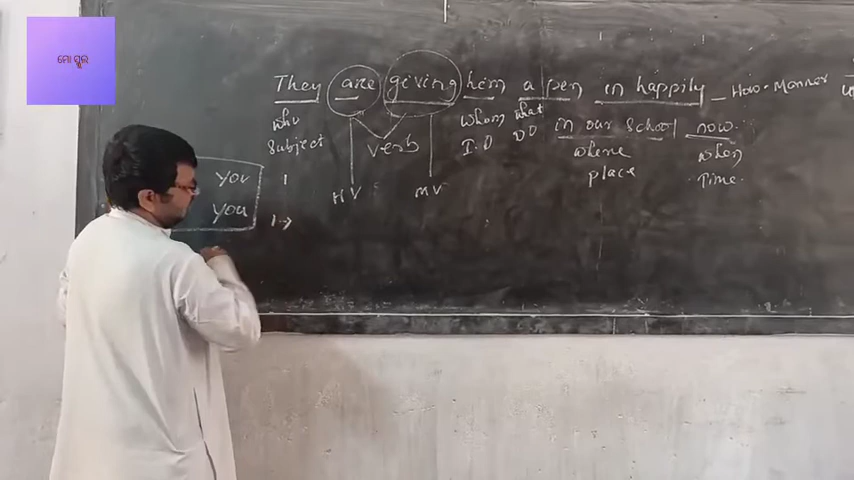 ମୋ ସ୍କୁଲ
They are giving him a pen in happily - How - Manner
who whom what in our School now
Subject verb I.O DO where when
you 1 place Time
HV MV
you 1→